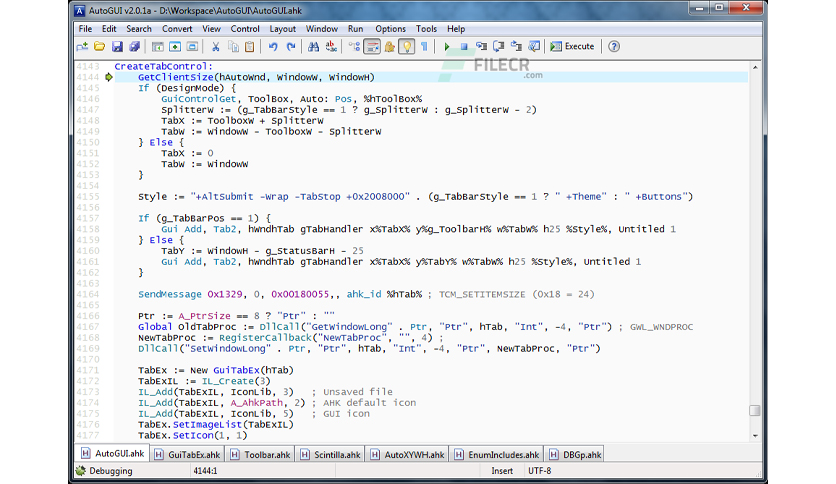 AutoGUI v2.0.1a - D:\Workspace\AutoGUI\AutoGUI.ahk
File Edit Search Convert View Control Layout Window Run Options Tools Help
Execute
FILECR
.com
4143 CreateTabControl:
4144 GetClientSize(hAutoWnd, WindowW, WindowH)
4145 If (DesignMode) {
4146 GuiControlGet, ToolBox, Auto: Pos, %hToolBox%
4147 SplitterW := (g_TabBarStyle == 1 ? g_SplitterW : g_SplitterW - 2)
4148 TabX := ToolboxW + SplitterW
4149 TabW := WindowW - ToolboxW - SplitterW
4150 } Else {
4151 TabX := 0
4152 TabW := WindowW
4153 }
4154
4155 Style := "+AltSubmit -Wrap -TabStop +0x2008000" . (g_TabBarStyle == 1 ? " +Theme" : " +Buttons")
4156
4157 If (g_TabBarPos == 1) {
4158 Gui Add, Tab2, hWndhTab gTabHandler x%TabX% y%g_ToolbarH% w%TabW% h25 %Style%, Untitled 1
4159 } Else {
4160 TabY := WindowH - g_StatusBarH - 25
4161 Gui Add, Tab2, hWndhTab gTabHandler x%TabX% y%TabY% w%TabW% h25 %Style%, Untitled 1
4162 }
4163
4164 SendMessage 0x1329, 0, 0x00180055,, ahk_id %hTab% ; TCM_SETITEMSIZE (0x18 = 24)
4165
4166 Ptr := A_PtrSize == 8 ? "Ptr" : ""
4167 Global OldTabProc := DllCall("GetWindowLong" . Ptr, "Ptr", hTab, "Int", -4, "Ptr") ; GWL_WNDPROC
4168 NewTabProc := RegisterCallback("NewTabProc", "", 4) ;
4169 DllCall("SetWindowLong" . Ptr, "Ptr", hTab, "Int", -4, "Ptr", NewTabProc, "Ptr")
4170
4171 TabEx := New GuiTabEx(hTab)
4172 TabExIL := IL_Create(3)
4173 IL_Add(TabExIL, IconLib, 3) ; Unsaved file
4174 IL_Add(TabExIL, A_AhkPath, 2) ; AHK default icon
4175 IL_Add(TabExIL, IconLib, 5) ; GUI icon
4176 TabEx.SetImageList(TabExIL)
4177 TabEx.SetIcon(1, 1)
AutoGUI.ahk GuiTabEx.ahk Toolbar.ahk Scintilla.ahk AutoXYWH.ahk EnumIncludes.ahk DBGp.ahk
Debugging 4144:1 Insert UTF-8